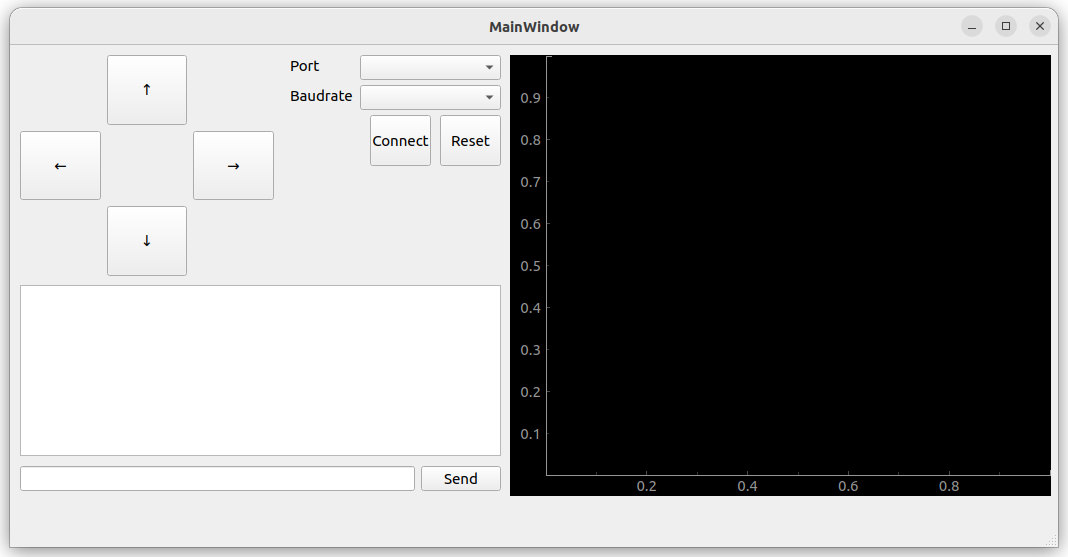 MainWindow
↑
←
→
↓
Port
Baudrate
Connect Reset
Send
0.9
0.8
0.7
0.6
0.5
0.4
0.3
0.2
0.1
0.2 0.4 0.6 0.8